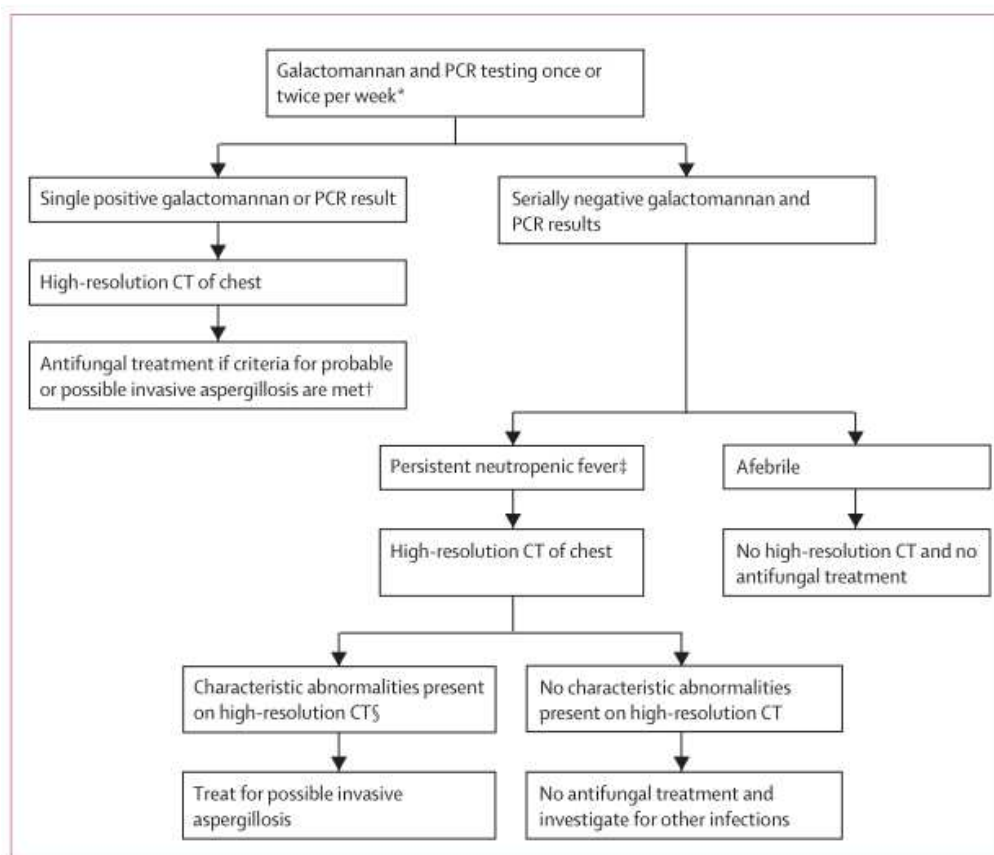 Galactomannan and PCR testing once or
twice per week*
Single positive galactomannan or PCR result
Serially negative galactomannan and
PCR results
High-resolution CT of chest
Antifungal treatment if criteria for probable
or possible invasive aspergillosis are met†
Persistent neutropenic fever‡
Afebrile
High-resolution CT of chest
No high-resolution CT and no
antifungal treatment
Characteristic abnormalities present
on high-resolution CT§
No characteristic abnormalities
present on high-resolution CT
Treat for possible invasive
aspergillosis
No antifungal treatment and
investigate for other infections